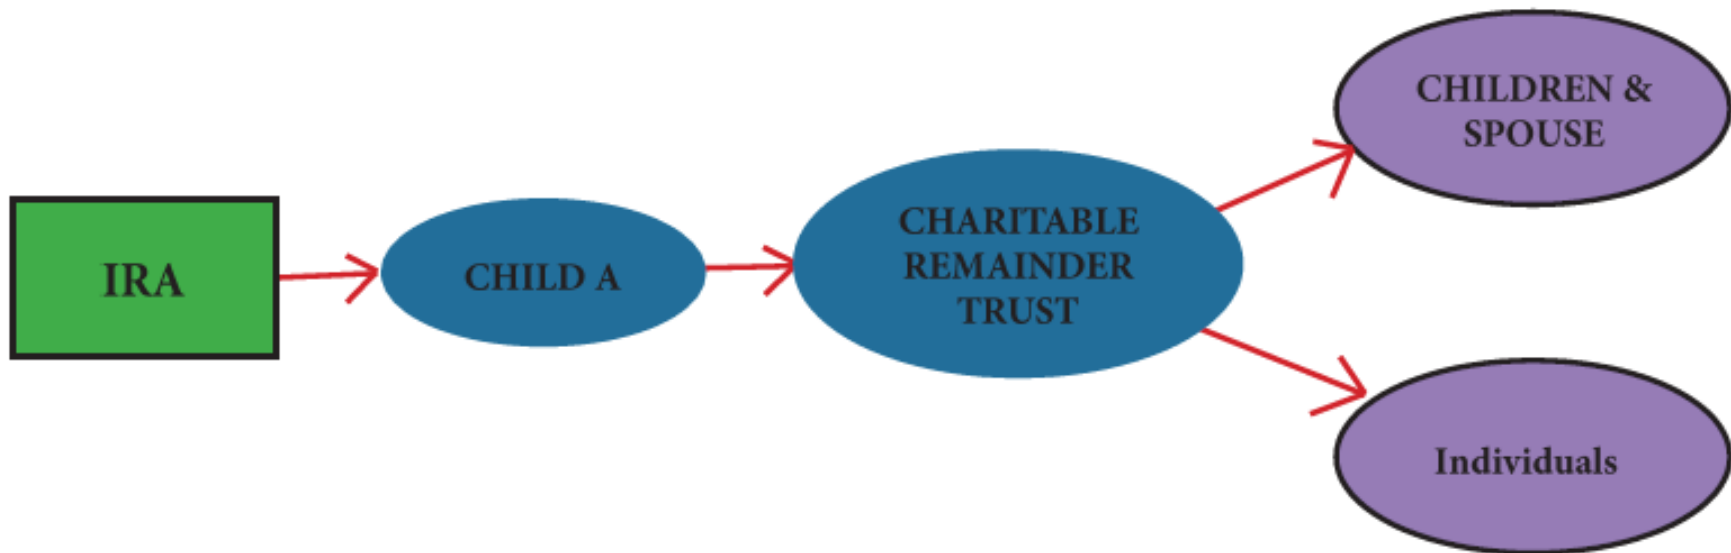 IRA
CHILD A
CHARITABLE
REMAINDER
TRUST
CHILDREN &
SPOUSE
Individuals